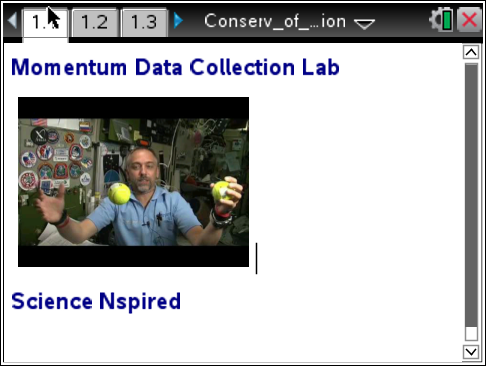 1.1 1.2 1.3 Conserv_of_…ion
Momentum Data Collection Lab
Science Nspired